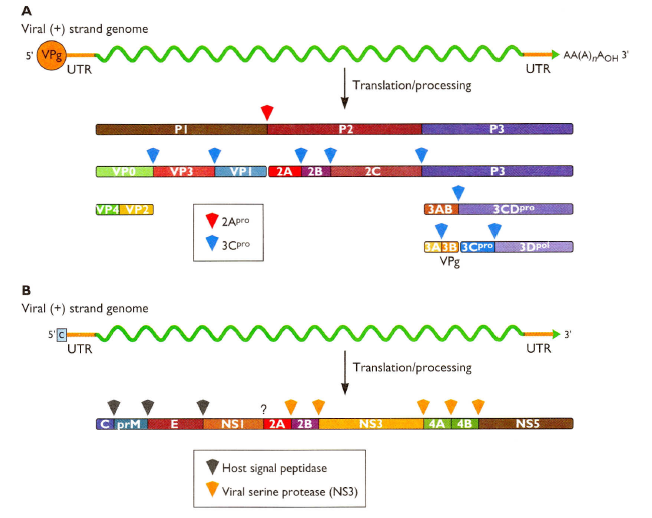 A
Viral (+) strand genome
5' VPg UTR UTR AA(A)nAOH 3'
Translation/processing
P1 P2 P3
VP0 VP3 VP1 2A 2B 2C P3
VP4 VP2 3AB 3CDpro
3A 3B 3Cpro 3Dpol
VPg
2Apro
3Cpro
B
Viral (+) strand genome
5' C UTR UTR 3'
Translation/processing
?
C prM E NS1 2A 2B NS3 4A 4B NS5
Host signal peptidase
Viral serine protease (NS3)